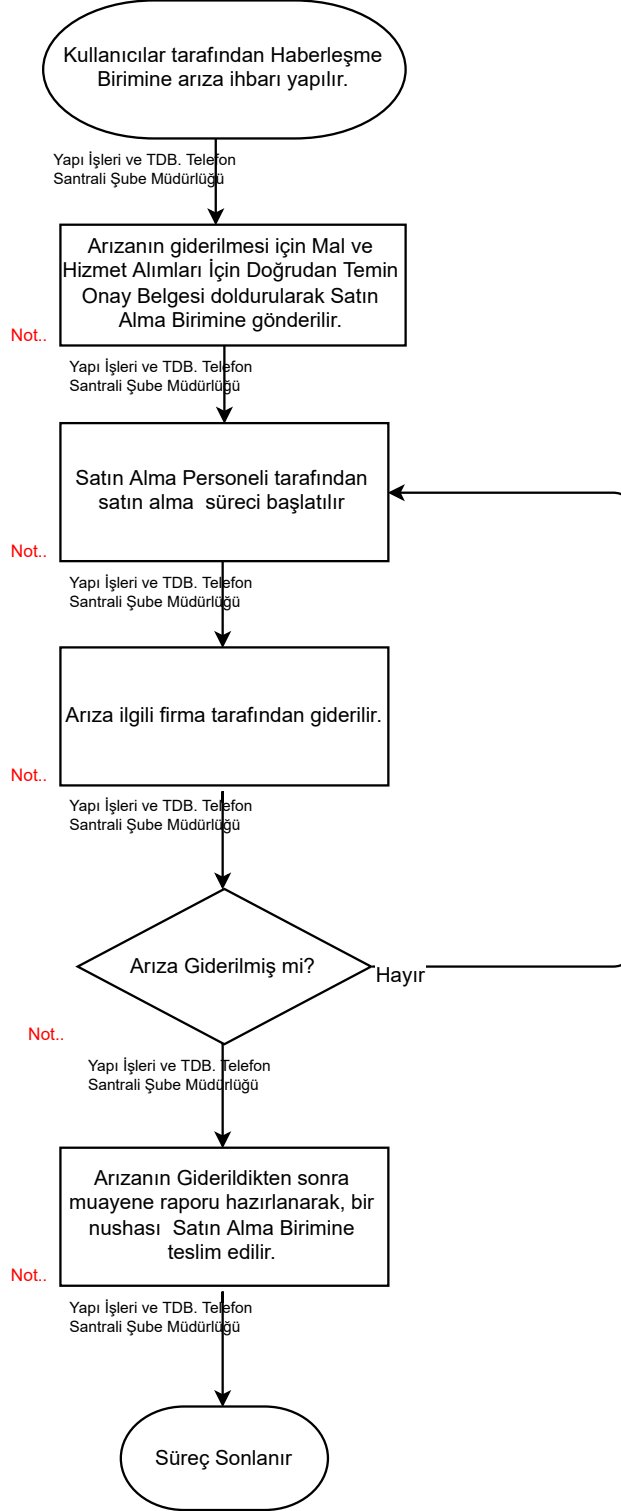 Kullanıcılar tarafından Haberleşme
Birimine arıza ihbarı yapılır.
Yapı İşleri ve TDB. Telefon
Santrali Şube Müdürlüğü
Arızanın giderilmesi için Mal ve
Hizmet Alımları İçin Doğrudan Temin
Onay Belgesi doldurularak Satın
Alma Birimine gönderilir.
Not..
Yapı İşleri ve TDB. Telefon
Santrali Şube Müdürlüğü
Satın Alma Personeli tarafından
satın alma  süreci başlatılır
Not..
Yapı İşleri ve TDB. Telefon
Santrali Şube Müdürlüğü
Arıza ilgili firma tarafından giderilir.
Not..
Yapı İşleri ve TDB. Telefon
Santrali Şube Müdürlüğü
Arıza Giderilmiş mi?
Hayır
Not..
Yapı İşleri ve TDB. Telefon
Santrali Şube Müdürlüğü
Arızanın Giderildikten sonra
muayene raporu hazırlanarak, bir
nushası  Satın Alma Birimine
teslim edilir.
Not..
Yapı İşleri ve TDB. Telefon
Santrali Şube Müdürlüğü
Süreç Sonlanır